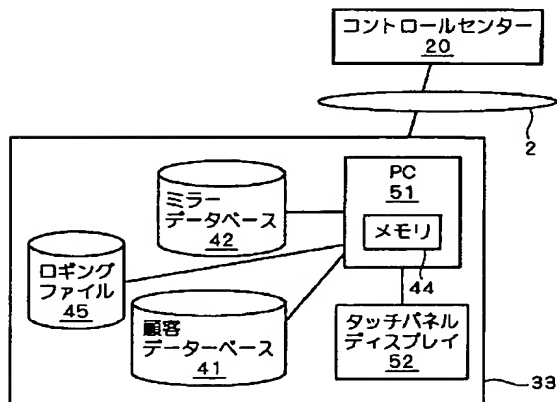 コントロールセンター
20
2
PC
51
メモリ
44
ミラー
データベース
42
ロギング
ファイル
45
顧客
データーベース
41
タッチパネル
ディスプレイ
52
33